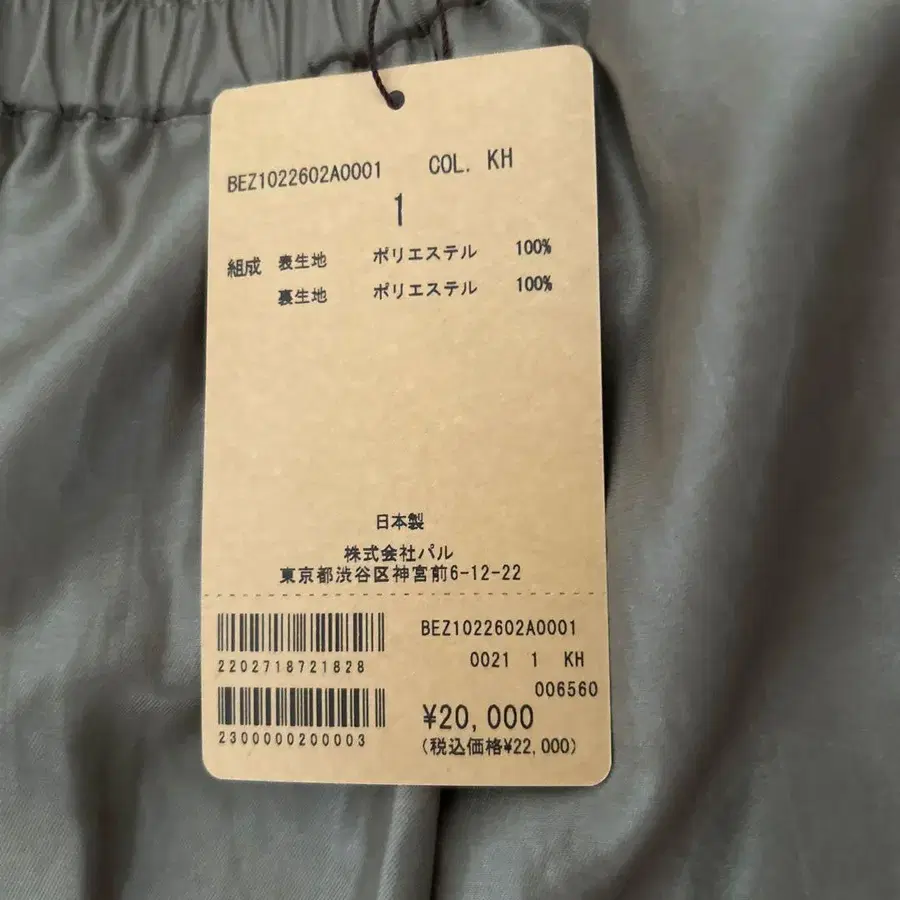 BEZ1022602A0001 COL. KH
1
組成 表生地 ポリエステル 100%
裏生地 ポリエステル 100%
日本製
株式会社パル
東京都渋谷区神宮前6-12-22
BEZ1022602A0001
2202718721828 0021 1 KH
006560
¥20,000
2300000200003 (税込価格¥22,000)